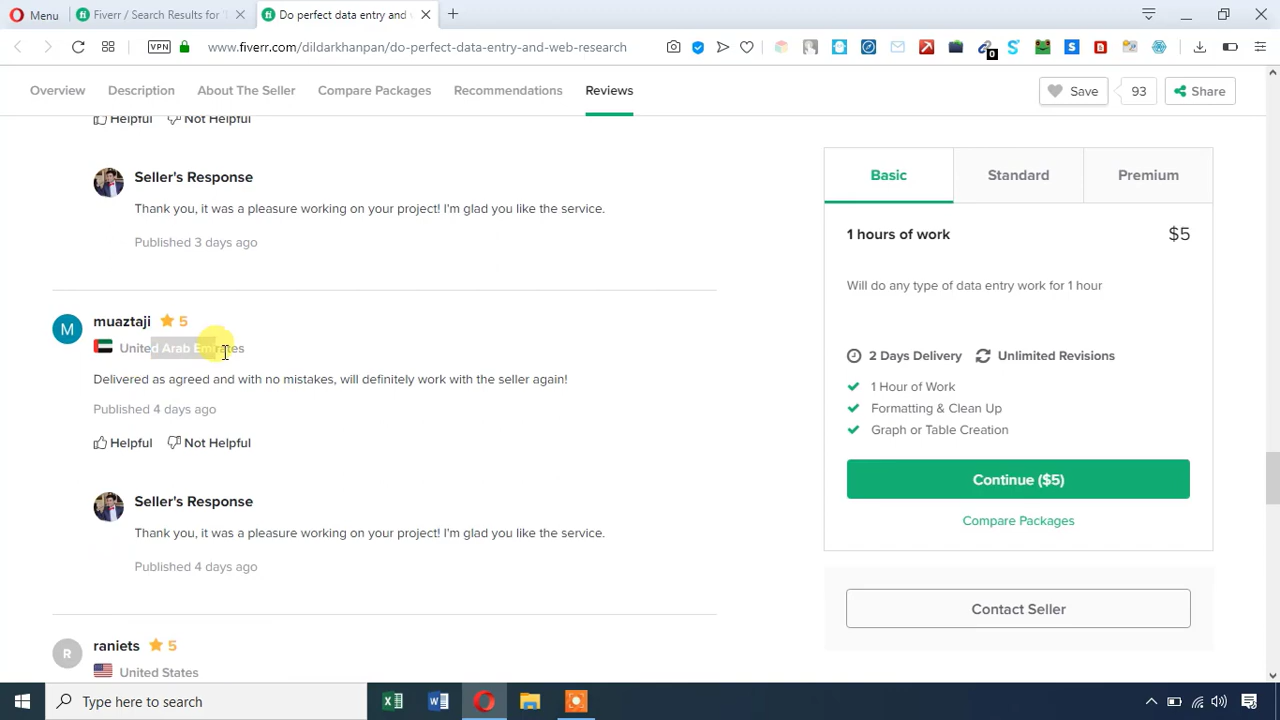 Menu
Fiverr / Search Results for '
Do perfect data entry and
VPN
www.fiverr.com/dildarkhanpan/do-perfect-data-entry-and-web-research
0
Overview
Description
About The Seller
Compare Packages
Recommendations
Reviews
Save
93
Share
Helpful
Not Helpful
Seller's Response
Thank you, it was a pleasure working on your project! I'm glad you like the service.
Published 3 days ago
M
muaztaji
5
United Arab Emirates
Delivered as agreed and with no mistakes, will definitely work with the seller again!
Published 4 days ago
Helpful
Not Helpful
Seller's Response
Thank you, it was a pleasure working on your project! I'm glad you like the service.
Published 4 days ago
R
raniets
5
United States
Basic
Standard
Premium
1 hours of work
$5
Will do any type of data entry work for 1 hour
2 Days Delivery
Unlimited Revisions
1 Hour of Work
Formatting & Clean Up
Graph or Table Creation
Continue ($5)
Compare Packages
Contact Seller
Type here to search